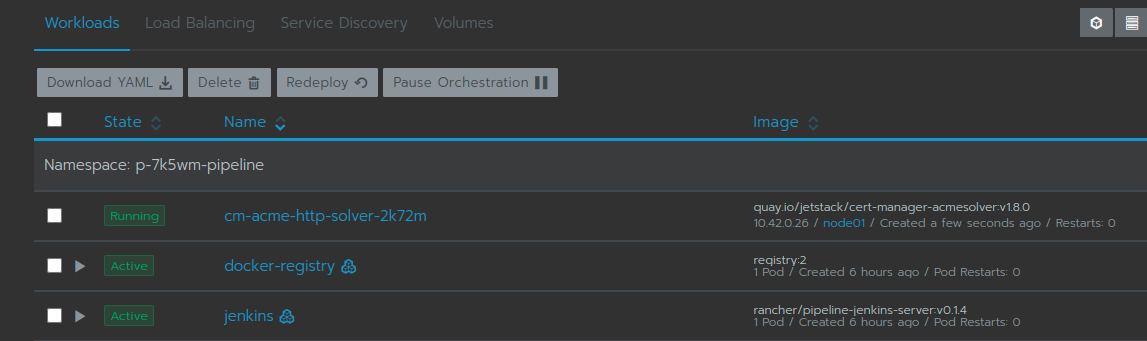 Workloads Load Balancing Service Discovery Volumes
Download YAML Delete Redeploy Pause Orchestration
State Name Image
Namespace: p-7k5wm-pipeline
Running cm-acme-http-solver-2k72m quay.io/jetstack/cert-manager-acmesolver:v1.8.0
10.42.0.26 / node01 / Created a few seconds ago / Restarts: 0
Active docker-registry registry:2
1 Pod / Created 6 hours ago / Pod Restarts: 0
Active jenkins rancher/pipeline-jenkins-server:v0.1.4
1 Pod / Created 6 hours ago / Pod Restarts: 0